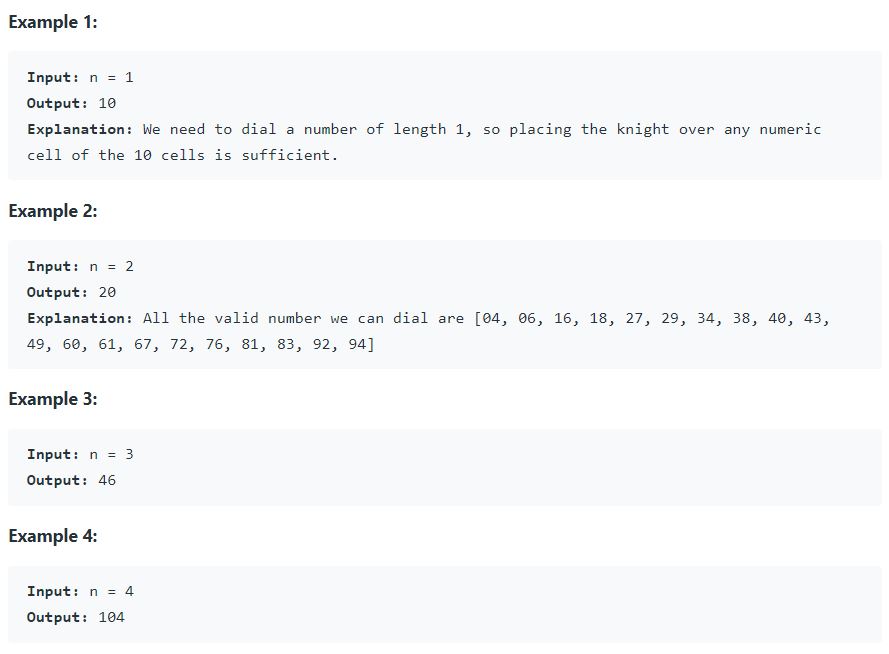 Example 1:
Input: n = 1
Output: 10
Explanation: We need to dial a number of length 1, so placing the knight over any numeric
cell of the 10 cells is sufficient.
Example 2:
Input: n = 2
Output: 20
Explanation: All the valid number we can dial are [04, 06, 16, 18, 27, 29, 34, 38, 40, 43,
49, 60, 61, 67, 72, 76, 81, 83, 92, 94]
Example 3:
Input: n = 3
Output: 46
Example 4:
Input: n = 4
Output: 104